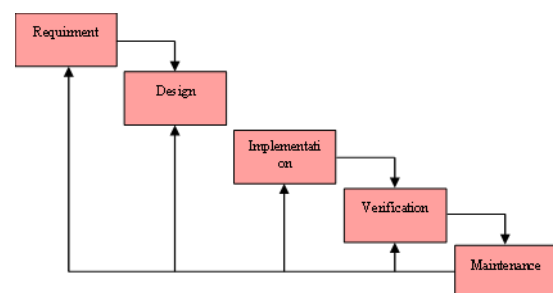 Requirment
Design
Implementati
on
Verification
Maintenance